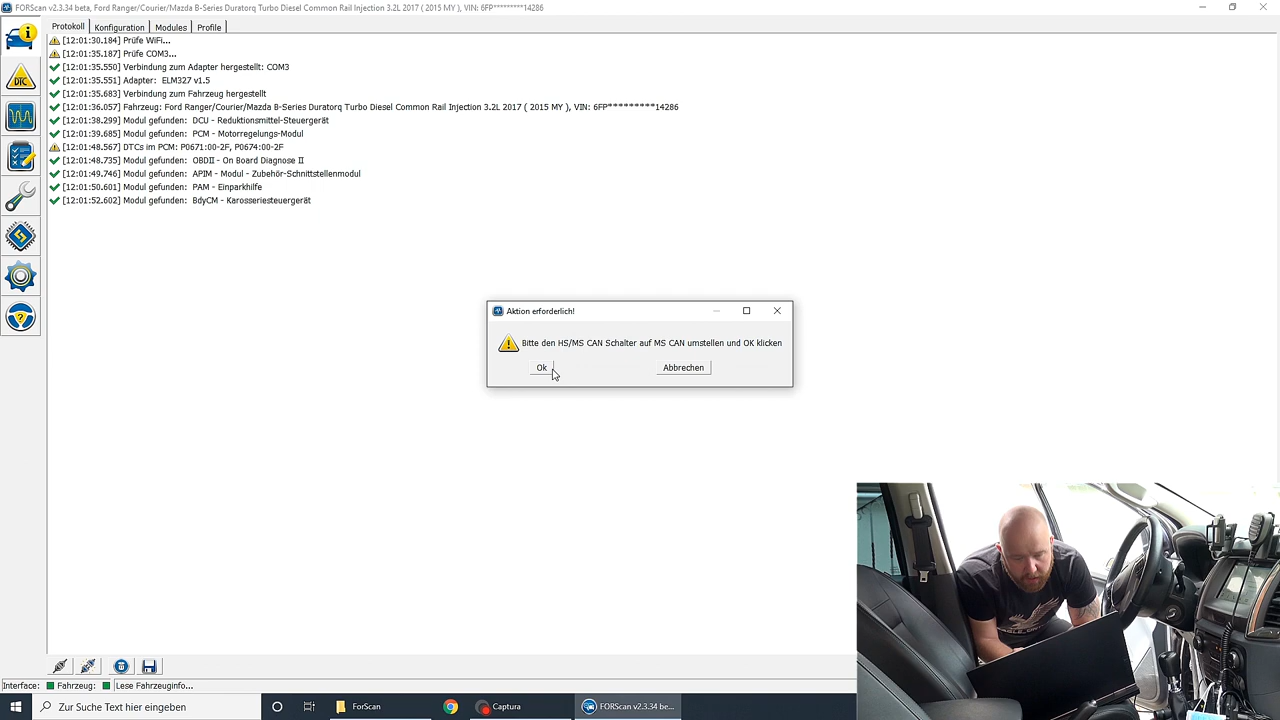 FORScan v2.3.34 beta, Ford Ranger/Courier/Mazda B-Series Duratorq Turbo Diesel Common Rail Injection 3.2L 2017 ( 2015 MY ), VIN: 6FP*********14286
Protokoll Konfiguration Modules Profile
[12:01:30.184] Prüfe WiFi...
[12:01:35.187] Prüfe COM3...
[12:01:35.550] Verbindung zum Adapter hergestellt: COM3
[12:01:35.551] Adapter: ELM327 v1.5
[12:01:35.683] Verbindung zum Fahrzeug hergestellt
[12:01:36.057] Fahrzeug: Ford Ranger/Courier/Mazda B-Series Duratorq Turbo Diesel Common Rail Injection 3.2L 2017 ( 2015 MY ), VIN: 6FP*********14286
[12:01:38.299] Modul gefunden: DCU - Reduktionsmittel-Steuergerät
[12:01:39.685] Modul gefunden: PCM - Motorregelungs-Modul
[12:01:48.567] DTCs im PCM: P0671:00-2F, P0674:00-2F
[12:01:48.735] Modul gefunden: OBDII - On Board Diagnose II
[12:01:49.746] Modul gefunden: APIM - Modul - Zubehör-Schnittstellenmodul
[12:01:50.601] Modul gefunden: PAM - Einparkhilfe
[12:01:52.602] Modul gefunden: BdyCM - Karosseriesteuergerät
DTC
Aktion erforderlich!
Bitte den HS/MS CAN Schalter auf MS CAN umstellen und OK klicken
Ok Abbrechen
Interface: Fahrzeug: Lese Fahrzeuginfo...
Zur Suche Text hier eingeben ForScan Captura FORScan v2.3.34 be...